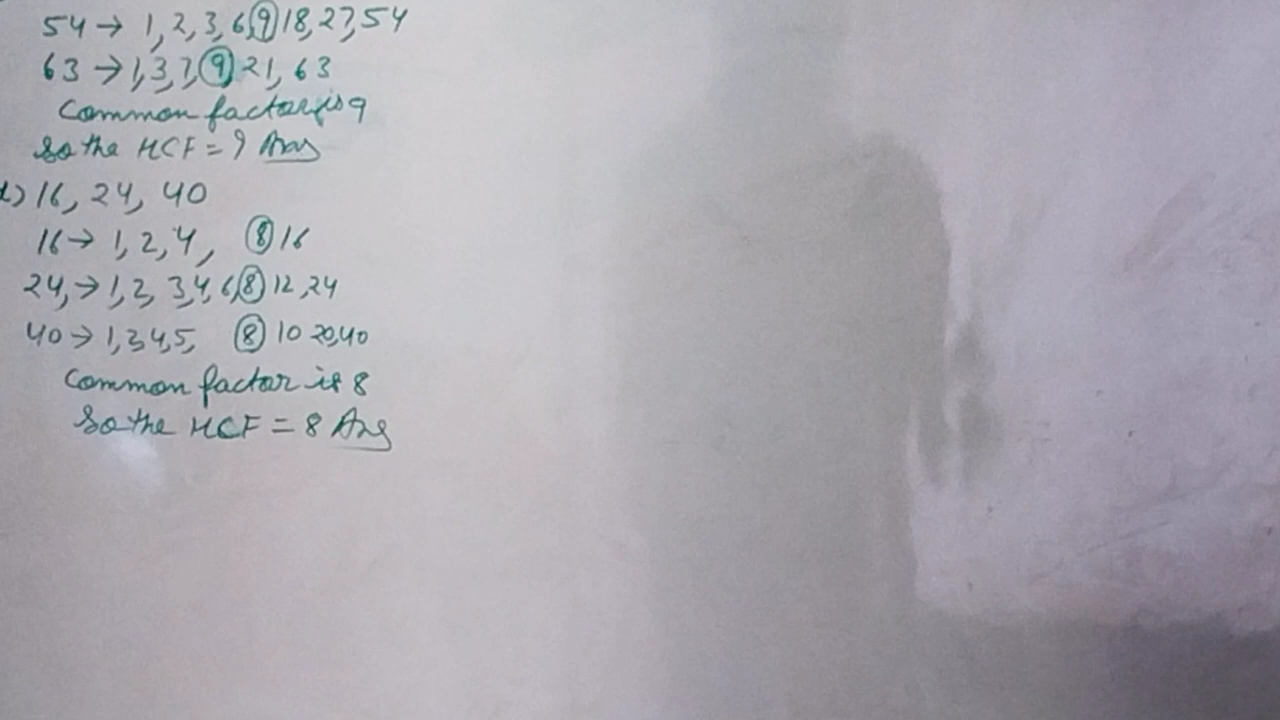 54 → 1, 2, 3, 6, 9, 18, 27, 54
63 → 1, 3, 7, 9 21, 63
Common factor is 9
So the HCF = 9 Ans
16, 24, 40
16 → 1, 2, 4, 8 16
24, → 1, 2, 3, 4, 6, 8 12, 24
40 → 1, 2, 4, 5, 8 10 20, 40
Common factor is 8
So the HCF = 8 Ans